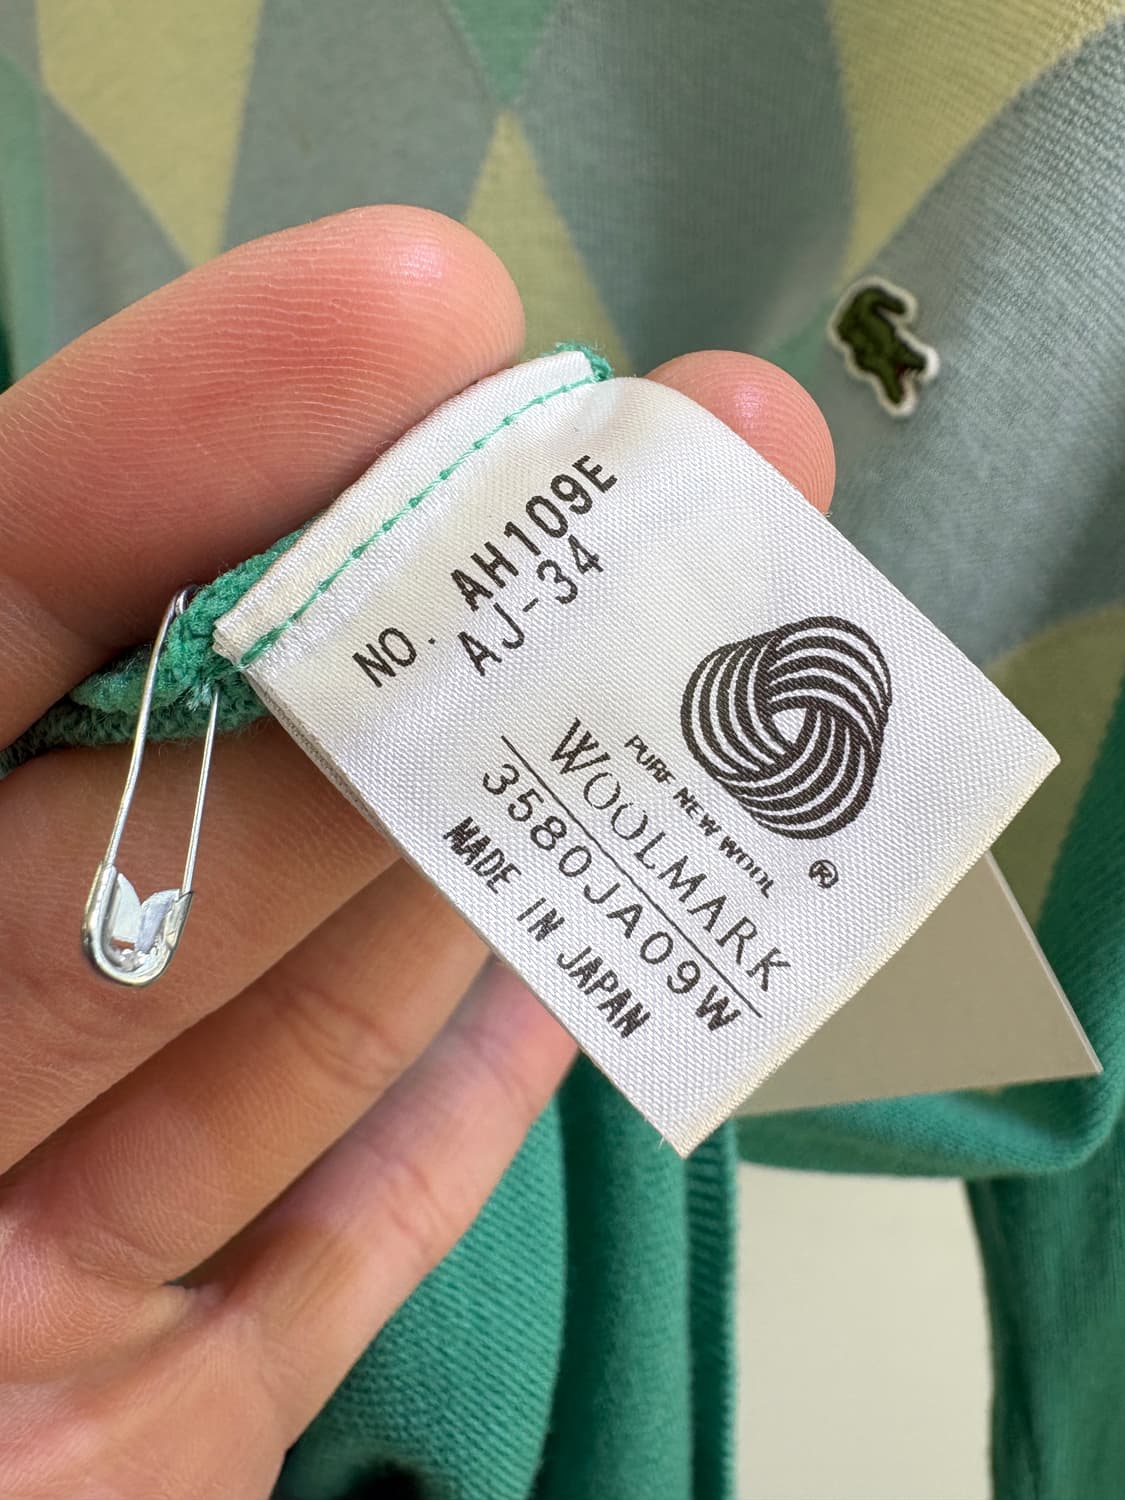 NO. AH109E
AJ-34
®
PURE NEW WOOL
WOOLMARK
3580JA09W
MADE IN JAPAN